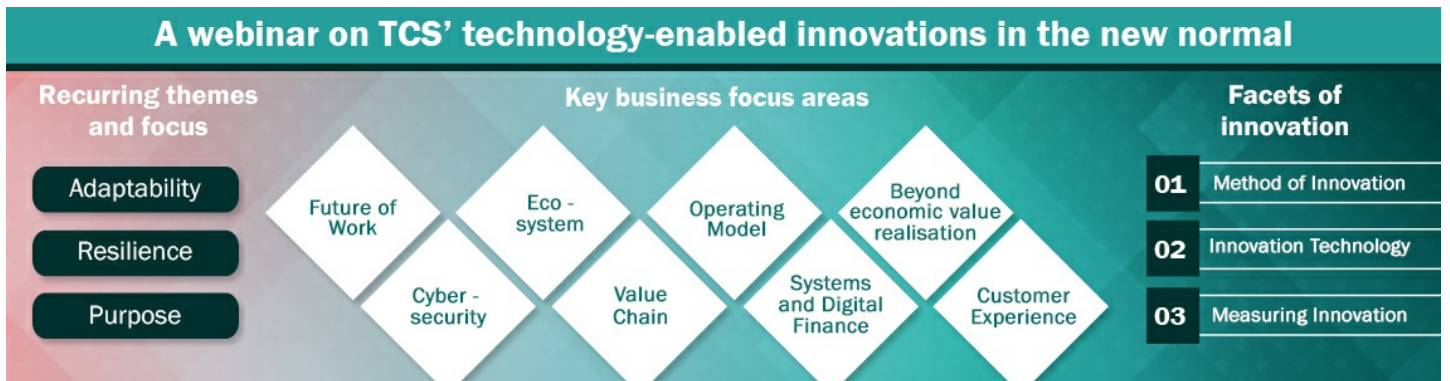 A webinar on TCS' technology-enabled innovations in the new normal
Recurring themes
and focus
Adaptability
Resilience
Purpose
Key business focus areas
Future of
Work
Eco -
system
Operating
Model
Beyond
economic value
realisation
Cyber -
security
Value
Chain
Systems
and Digital
Finance
Customer
Experience
Facets of
innovation
01 Method of Innovation
02 Innovation Technology
03 Measuring Innovation